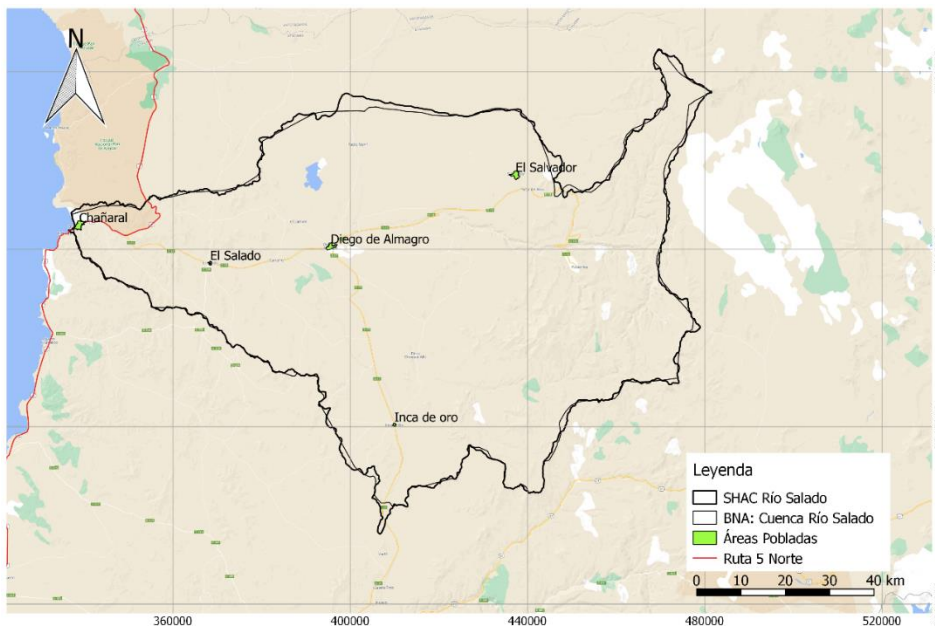 N
El Salvador
Chañaral
Diego de Almagro
El Salado
Inca de oro
Leyenda
SHAC Río Salado
BNA: Cuenca Río Salado
Áreas Pobladas
Ruta 5 Norte
0 10 20 30 40 km
360000 400000 440000 480000 520000